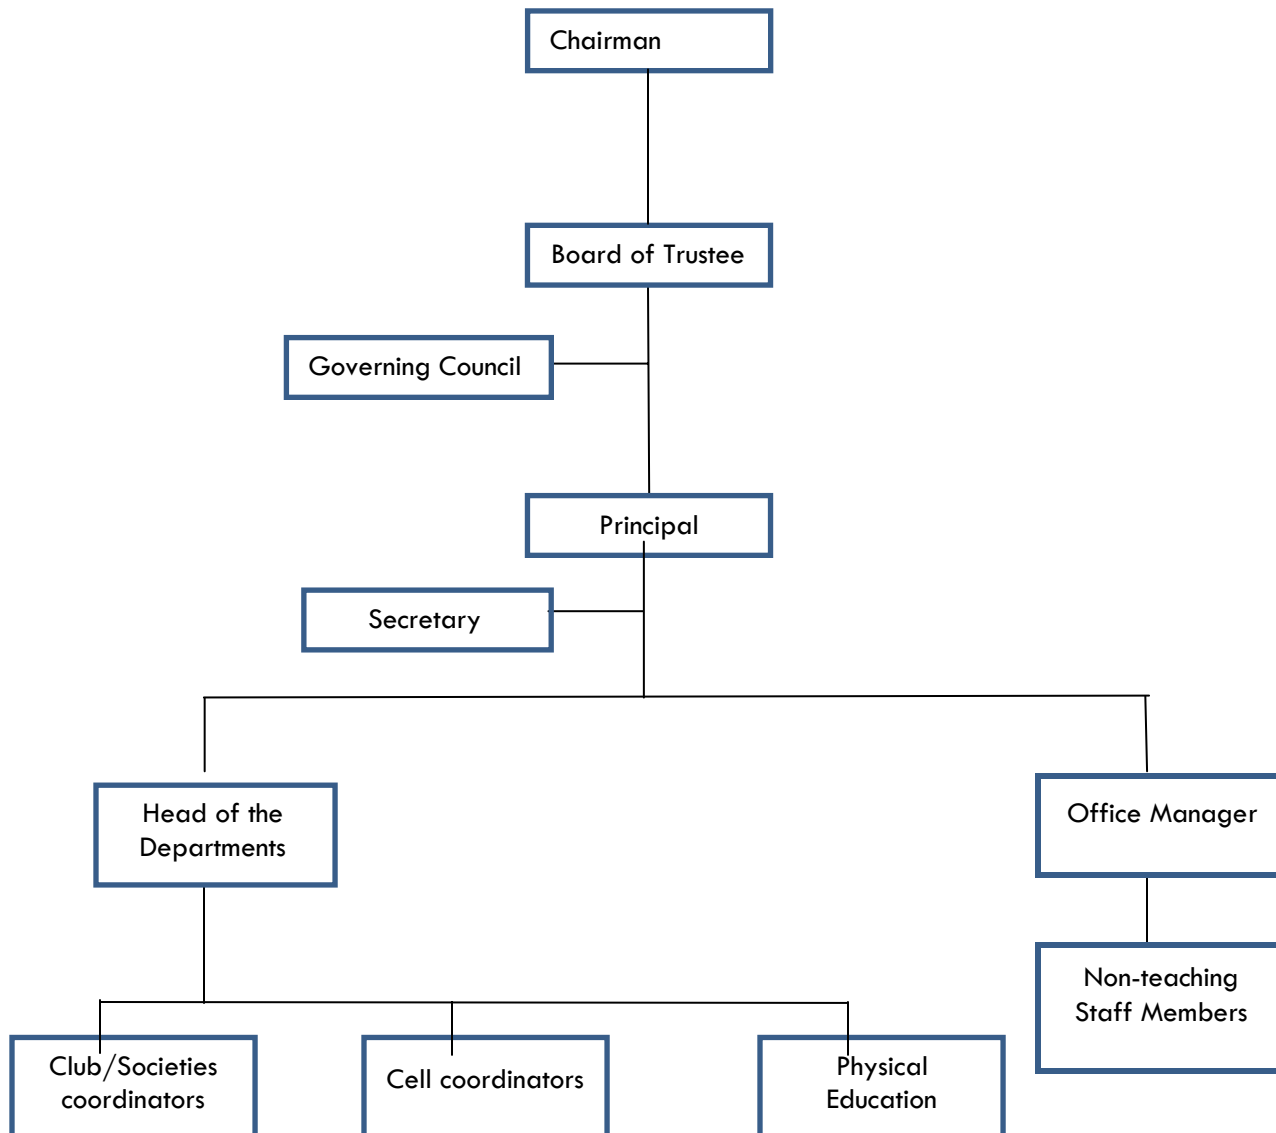 Chairman
Board of Trustee
Governing Council
Principal
Secretary
Head of the
Departments
Office Manager
Non-teaching
Staff Members
Club/Societies
coordinators
Cell coordinators
Physical
Education